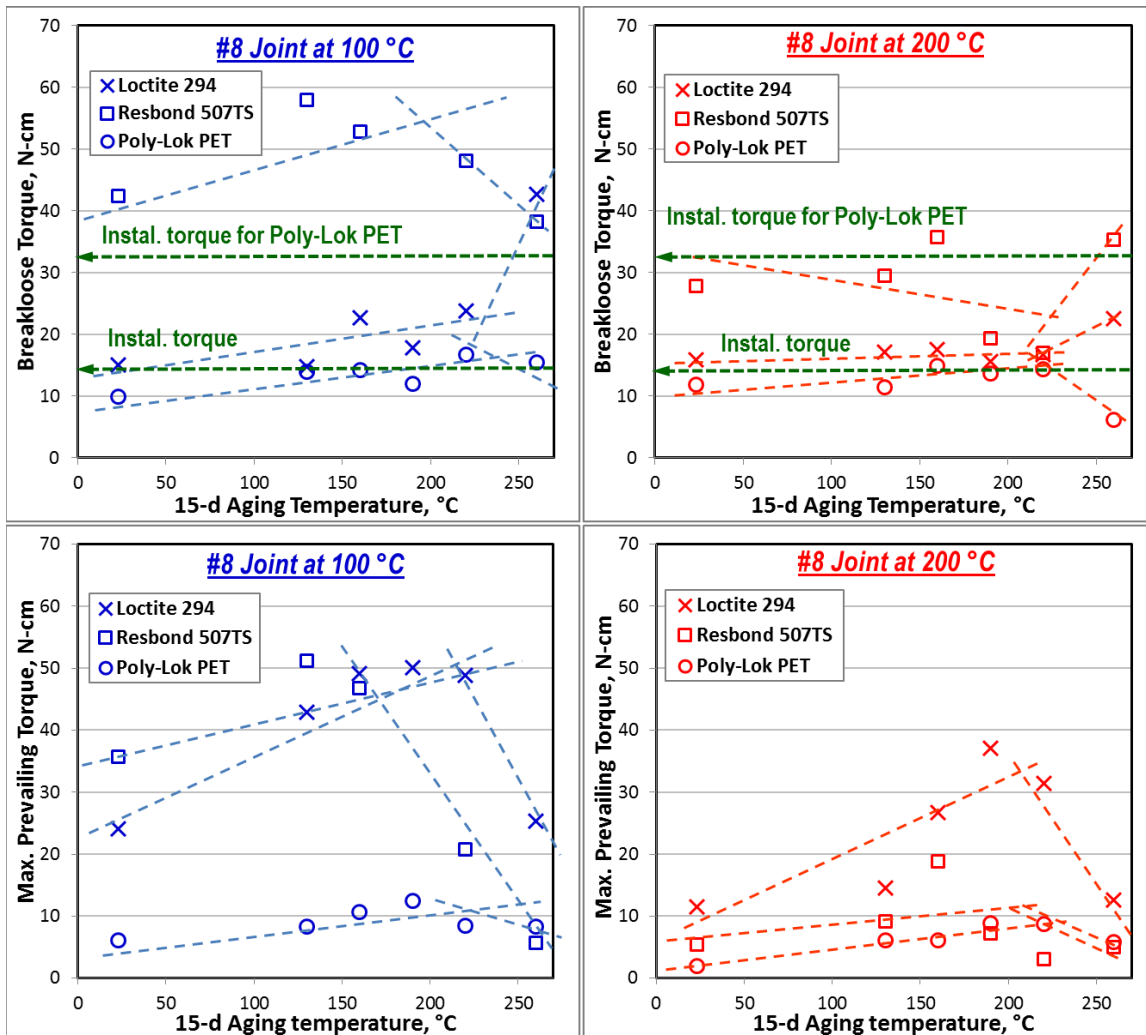 #8 Joint at 100 °C
Loctite 294
Resbond 507TS
Poly-Lok PET
Instal. torque for Poly-Lok PET
Instal. torque
Breakloose Torque, N-cm
70
60
50
40
30
20
10
0
0 50 100 150 200 250
15-d Aging Temperature, °C
#8 Joint at 200 °C
Loctite 294
Resbond 507TS
Poly-Lok PET
Instal. torque for Poly-Lok PET
Instal. torque
Breakloose Torque, N-cm
70
60
50
40
30
20
10
0
0 50 100 150 200 250
15-d Aging Temperature, °C
#8 Joint at 100 °C
Loctite 294
Resbond 507TS
Poly-Lok PET
Max. Prevailing Torque, N-cm
70
60
50
40
30
20
10
0
0 50 100 150 200 250
15-d Aging temperature, °C
#8 Joint at 200 °C
Loctite 294
Resbond 507TS
Poly-Lok PET
Max. Prevailing Torque, N-cm
70
60
50
40
30
20
10
0
0 50 100 150 200 250
15-d Aging temperature, °C